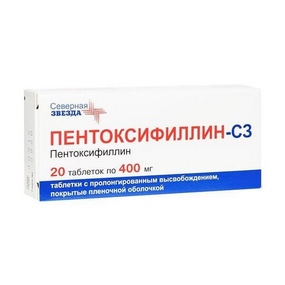 Северная
ЗВЕЗДА
ПЕНТОКСИФИЛЛИН-СЗ
Пентоксифиллин
20 таблеток по 400 мг
таблетки с пролонгированным высвобождением,
покрытые пленочной оболочкой